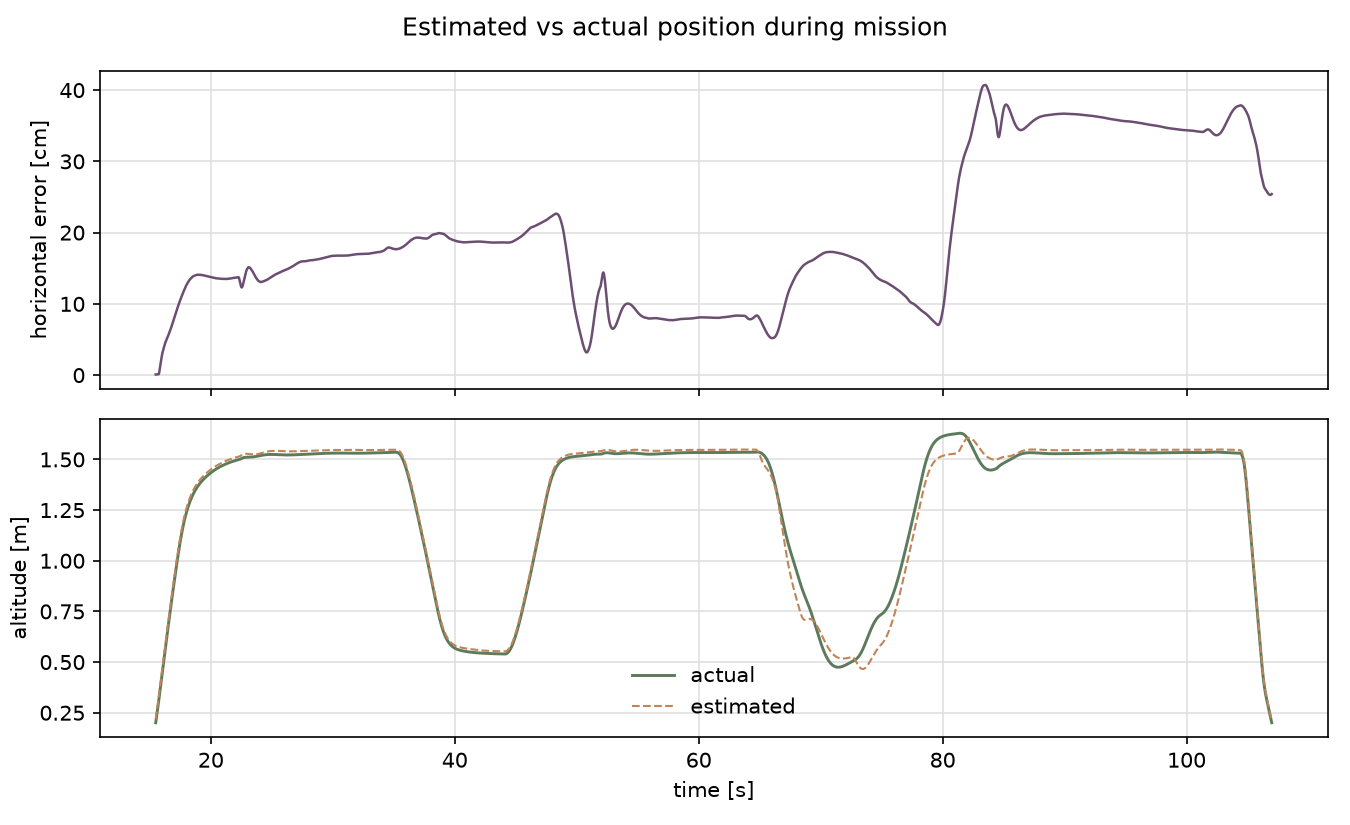 Estimated vs actual position during mission
horizontal error [cm]
40
30
20
10
0
altitude [m]
1.50
1.25
1.00
0.75
0.50
0.25
actual
estimated
20 40 60 80 100
time [s]